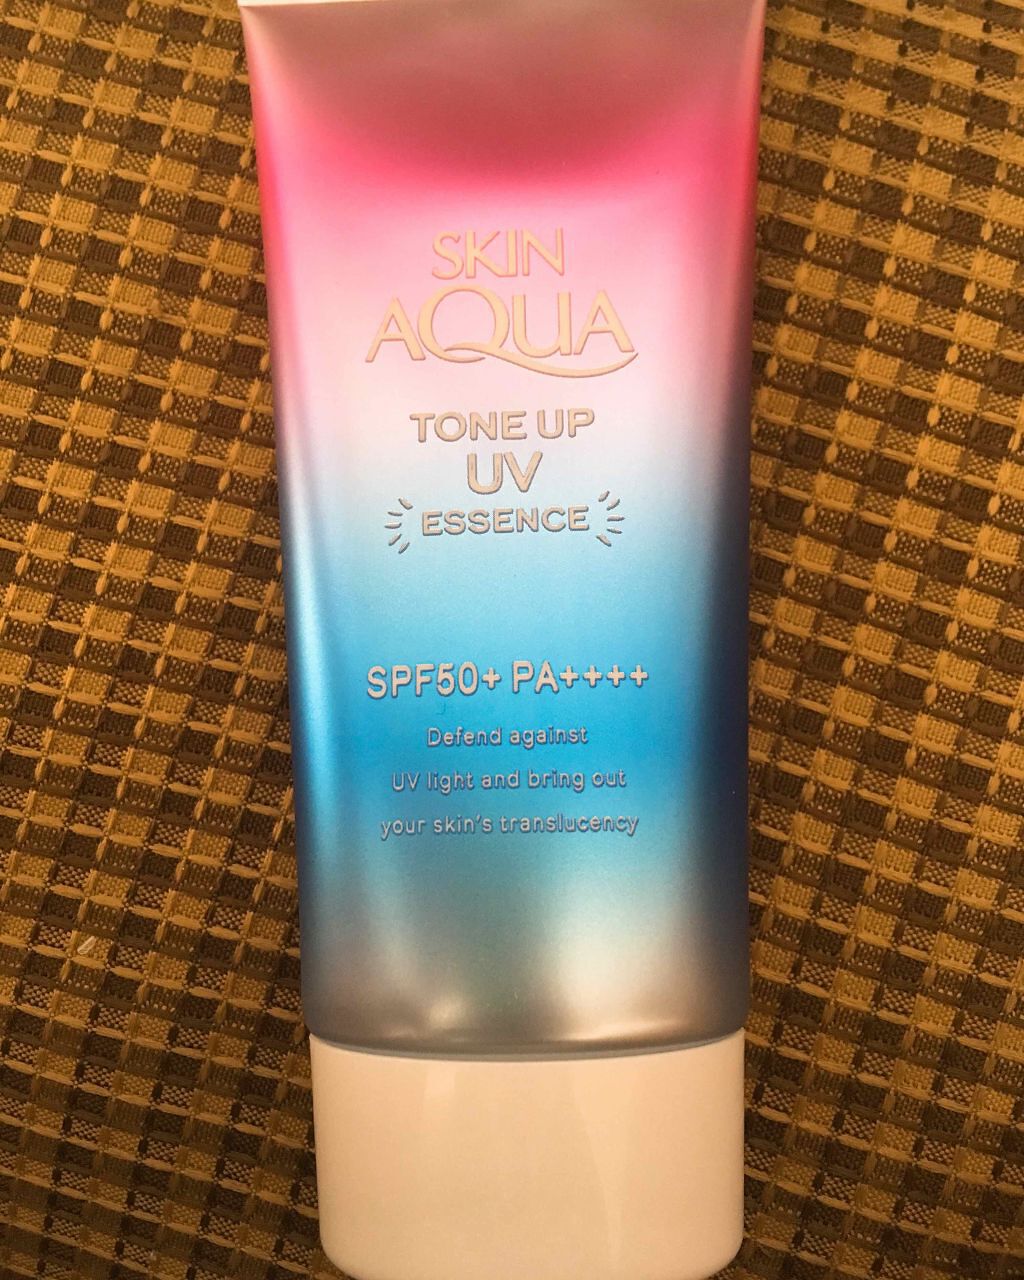 SKIN
AQUA
TONE UP
UV
ESSENCE
SPF50+ PA++++
Defend against
UV light and bring out
your skin's translucency